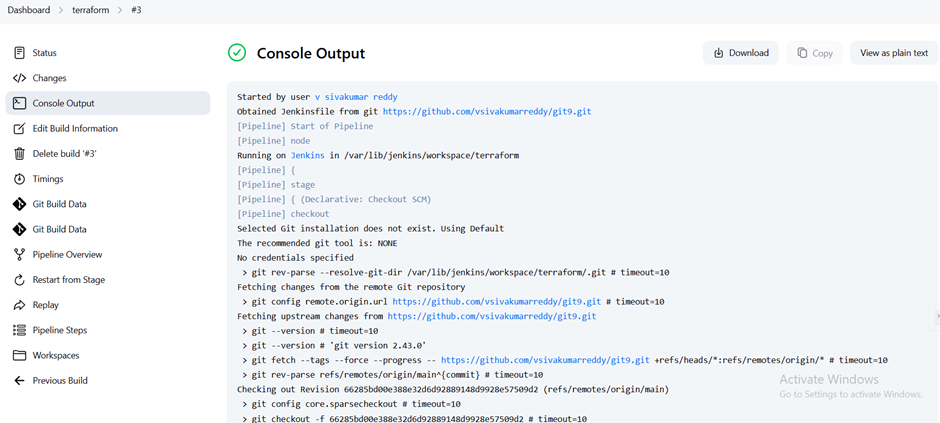 Dashboard > terraform > #3
Status
Changes
Console Output
Edit Build Information
Delete build '#3'
Timings
Git Build Data
Git Build Data
Pipeline Overview
Restart from Stage
Replay
Pipeline Steps
Workspaces
Previous Build
Console Output
Download
Copy
View as plain text
Started by user v sivakumar reddy
Obtained Jenkinsfile from git https://github.com/vsivakumarreddy/git9.git
[Pipeline] Start of Pipeline
[Pipeline] node
Running on Jenkins in /var/lib/jenkins/workspace/terraform
[Pipeline] {
[Pipeline] stage
[Pipeline] { (Declarative: Checkout SCM)
[Pipeline] checkout
Selected Git installation does not exist. Using Default
The recommended git tool is: NONE
No credentials specified
> git rev-parse --resolve-git-dir /var/lib/jenkins/workspace/terraform/.git # timeout=10
Fetching changes from the remote Git repository
> git config remote.origin.url https://github.com/vsivakumarreddy/git9.git # timeout=10
Fetching upstream changes from https://github.com/vsivakumarreddy/git9.git
> git --version # timeout=10
> git --version # 'git version 2.43.0'
> git fetch --tags --force --progress -- https://github.com/vsivakumarreddy/git9.git +refs/heads/*:refs/remotes/origin/* # timeout=10
> git rev-parse refs/remotes/origin/main^{commit} # timeout=10
Checking out Revision 66285bd00e388e32d6d92889148d9928e57509d2 (refs/remotes/origin/main)
> git config core.sparsecheckout # timeout=10
> git checkout -f 66285bd00e388e32d6d92889148d9928e57509d2 # timeout=10
Activate Windows
Go to Settings to activate Windows.